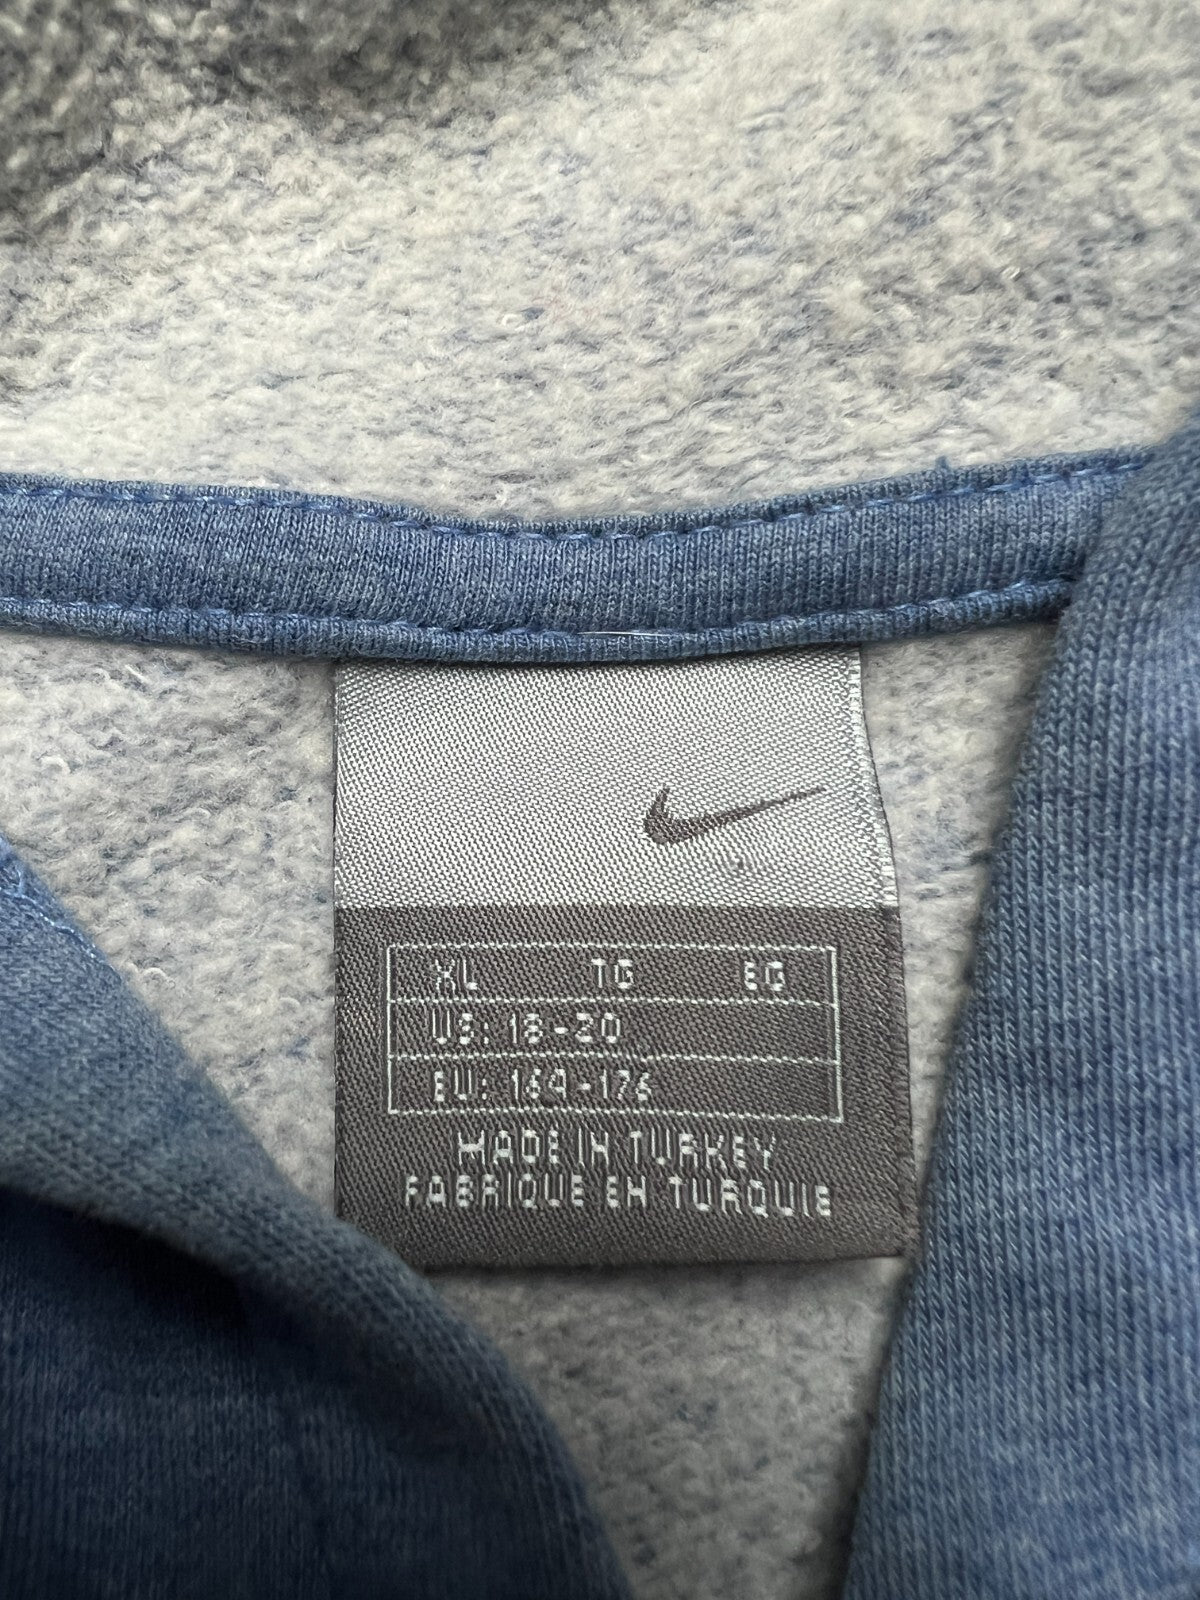 XL TG EG
US: 18-20
EU: 164-176
MADE IN TURKEY
FABRIQUE EN TURQUIE